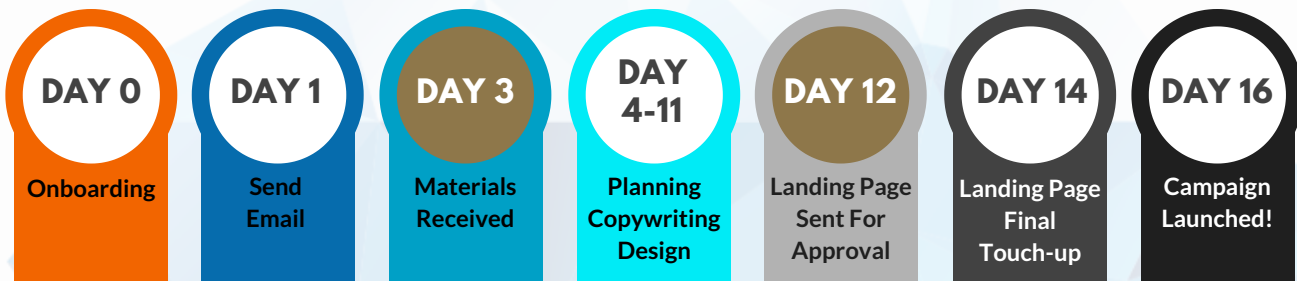 DAY 0
Onboarding
DAY 1
Send
Email
DAY 3
Materials
Received
DAY
4-11
Planning
Copywriting
Design
DAY 12
Landing Page
Sent For
Approval
DAY 14
Landing Page
Final
Touch-up
DAY 16
Campaign
Launched!